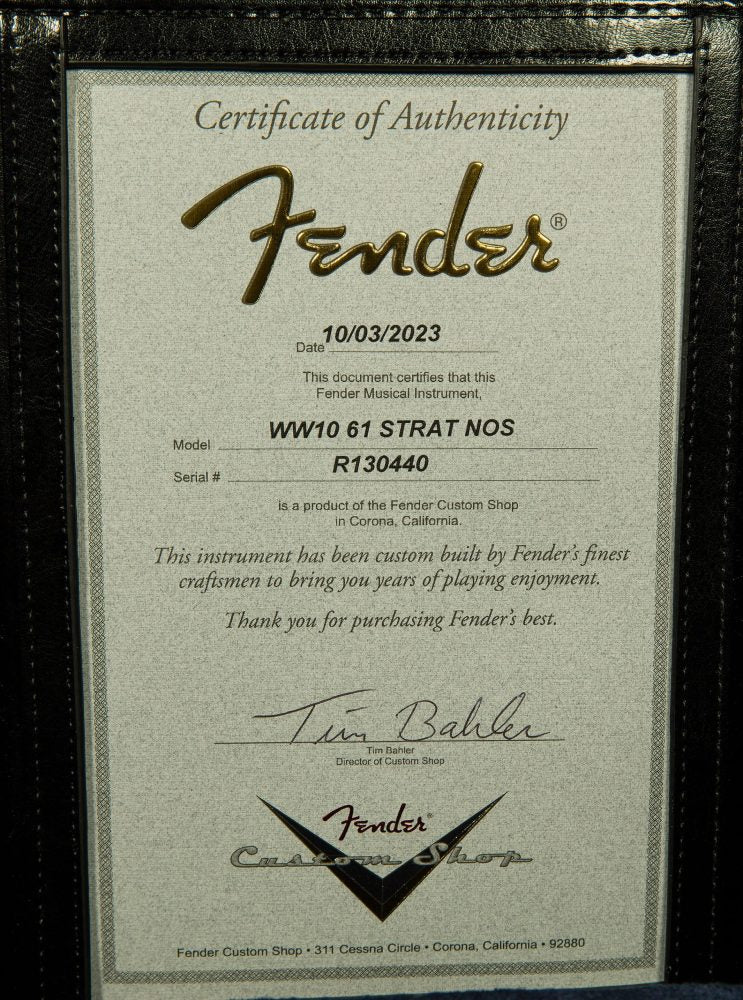 Certificate of Authenticity
Fender®
Date 10/03/2023
This document certifies that this
Fender Musical Instrument,
Model WW10 61 STRAT NOS
Serial # R130440
is a product of the Fender Custom Shop
in Corona, California.
This instrument has been custom built by Fender's finest
craftsmen to bring you years of playing enjoyment.
Thank you for purchasing Fender's best.
Tim Bahler
Tim Bahler
Director of Custom Shop
Fender®
Custom Shop
Fender Custom Shop • 311 Cessna Circle • Corona, California • 92880